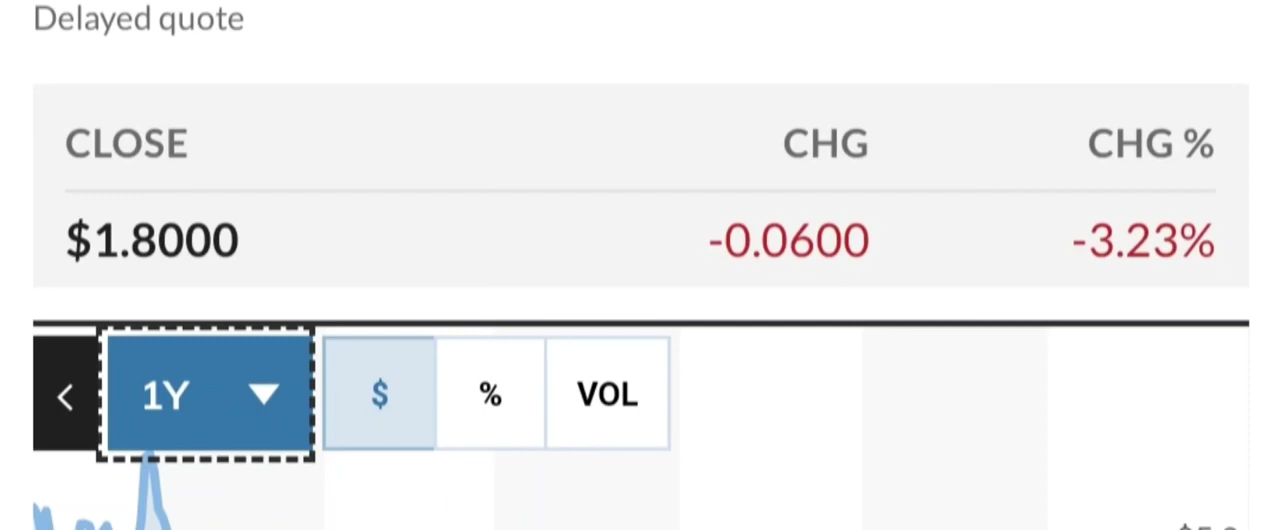 Delayed quote
CLOSE CHG CHG %
$1.8000 -0.0600 -3.23%
1Y $ % VOL